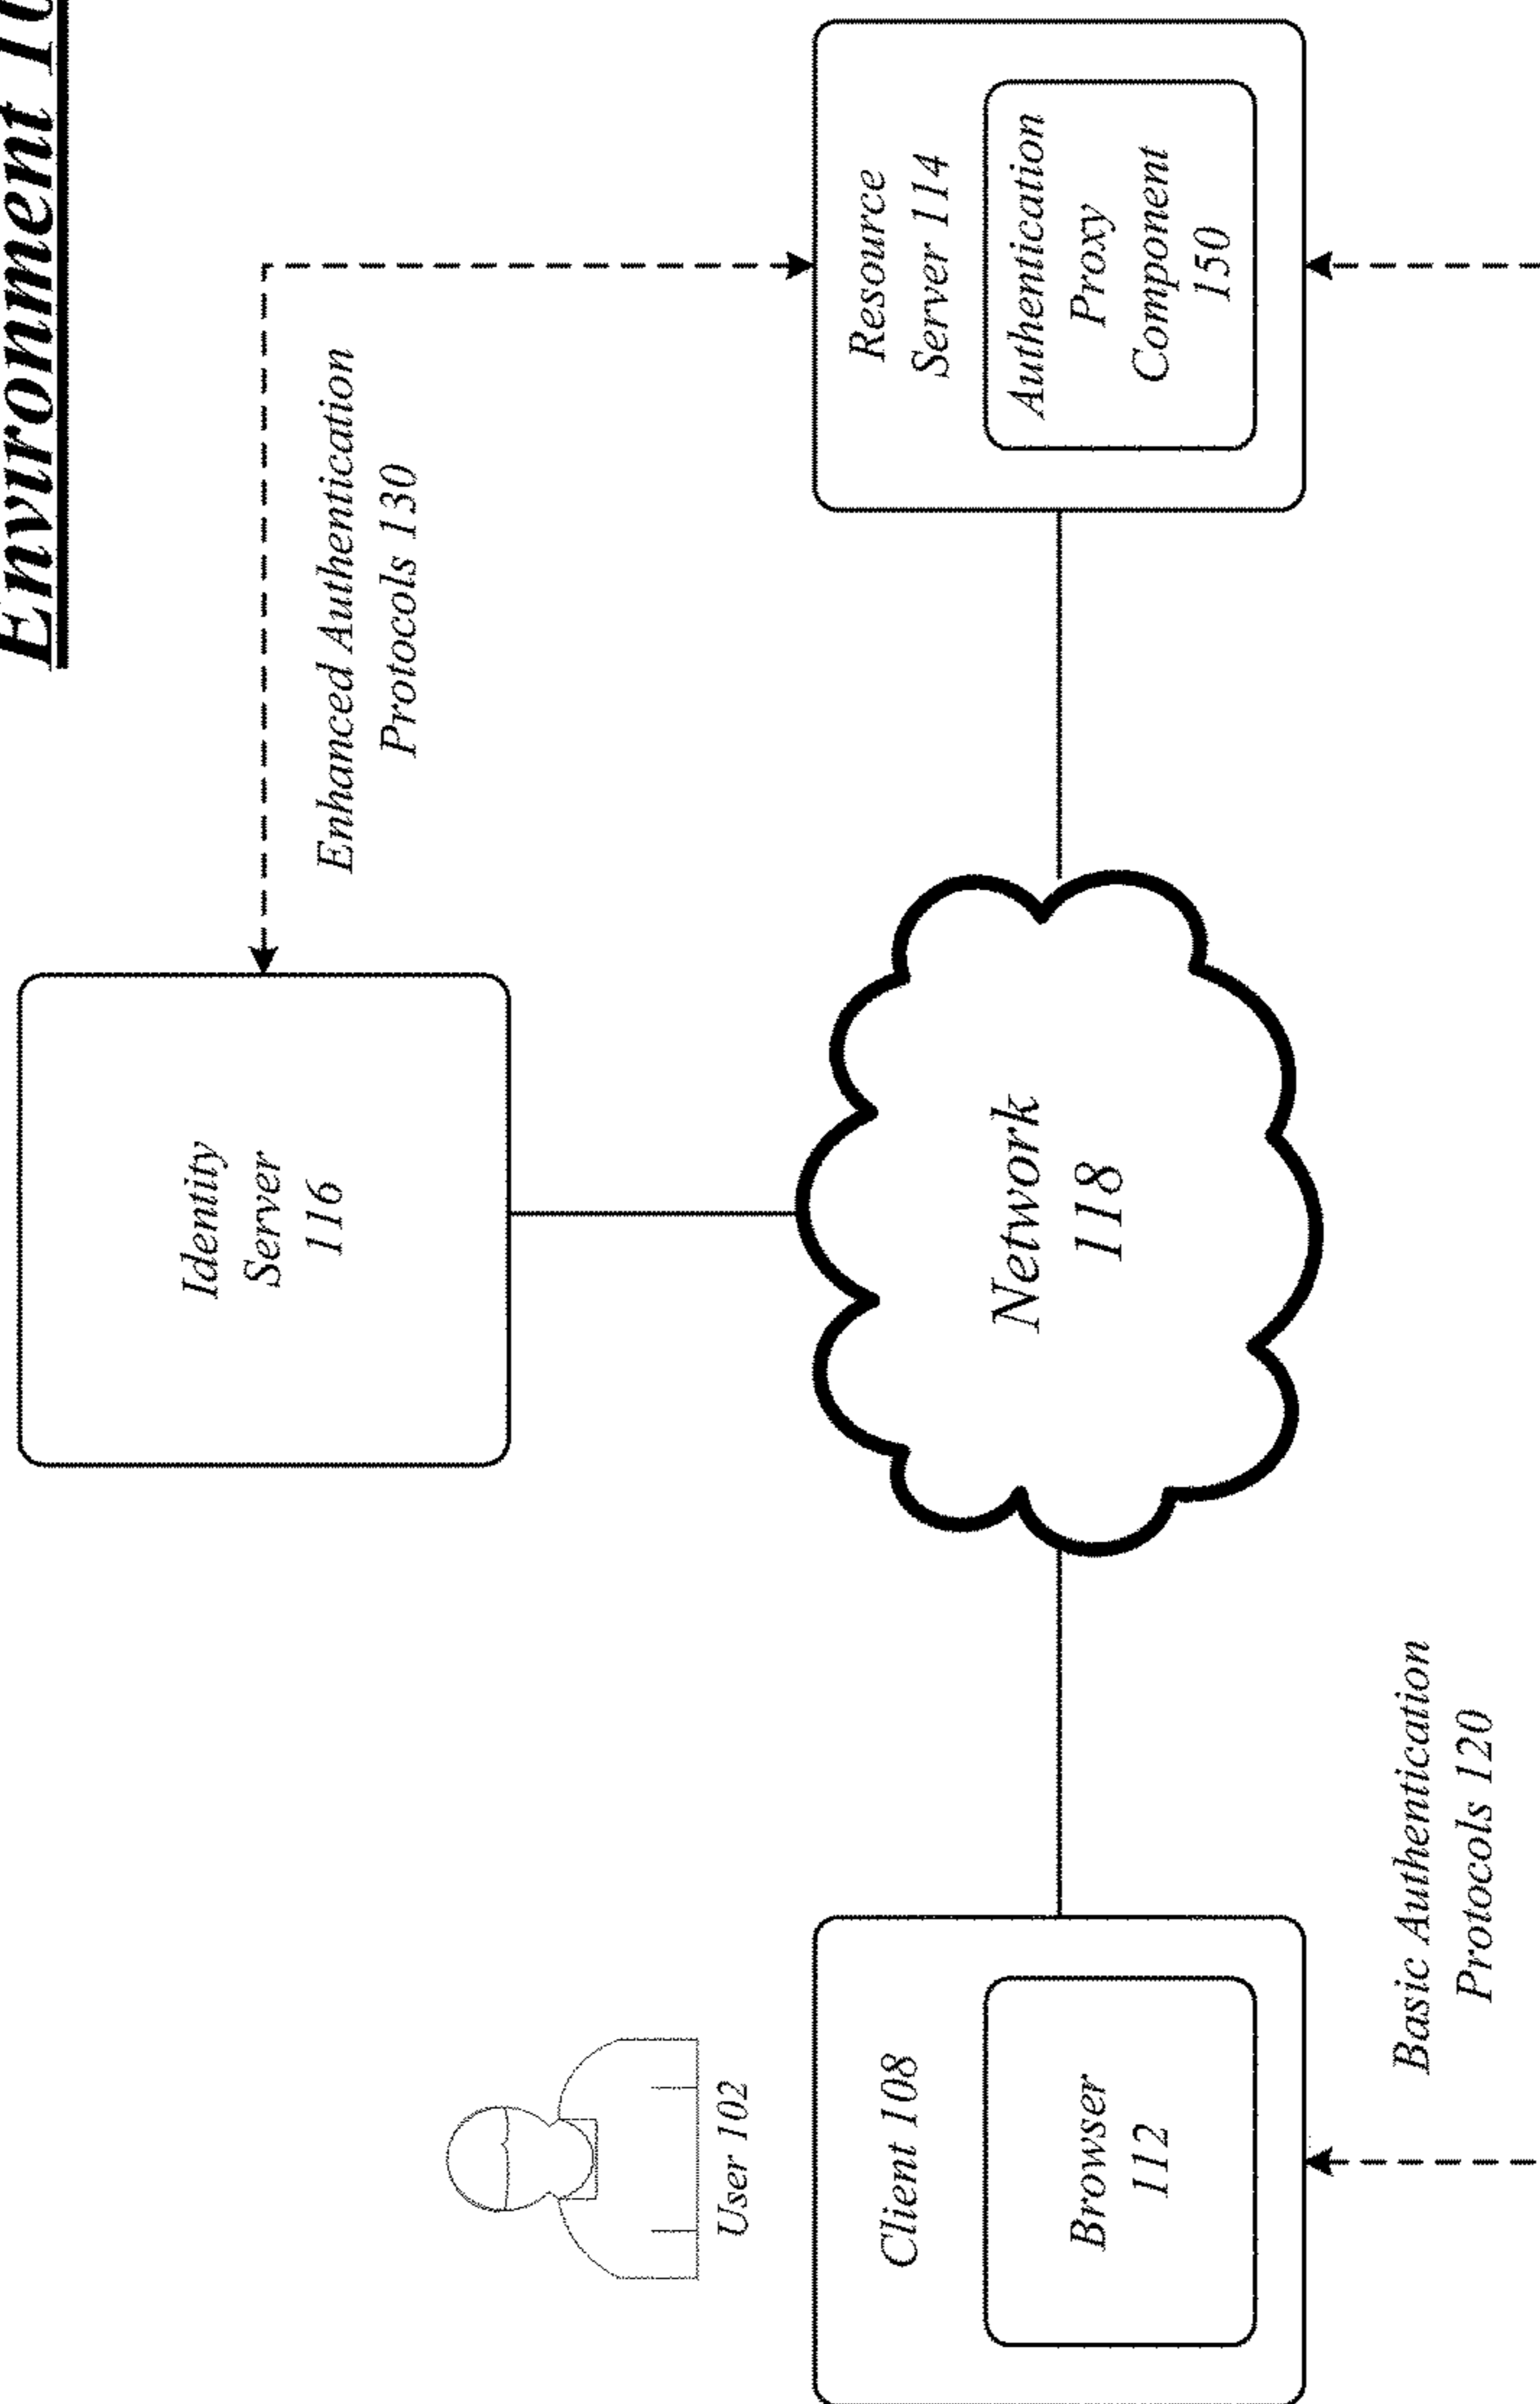 Environment
Identity
Server
116
Enhanced Authentication
Protocols 130
User 102
Client 108
Browser
112
Network
118
Resource
Server 114
Authentication
Proxy
Component
150
Basic Authentication
Protocols 120